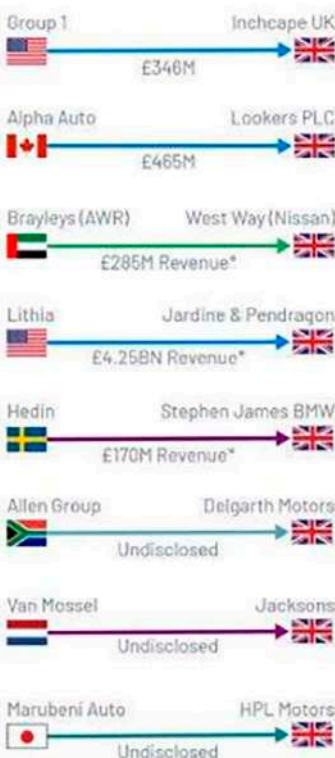 Group 1 Inchcape UK
£346M
Alpha Auto Lookers PLC
£465M
Brayleys (AWR) West Way (Nissan)
£285M Revenue*
Lithia Jardine & Pendragon
£4.25BN Revenue*
Hedin Stephen James BMW
£170M Revenue*
Allen Group Delgarth Motors
Undisclosed
Van Mossel Jacksons
Undisclosed
Marubeni Auto HPL Motors
Undisclosed